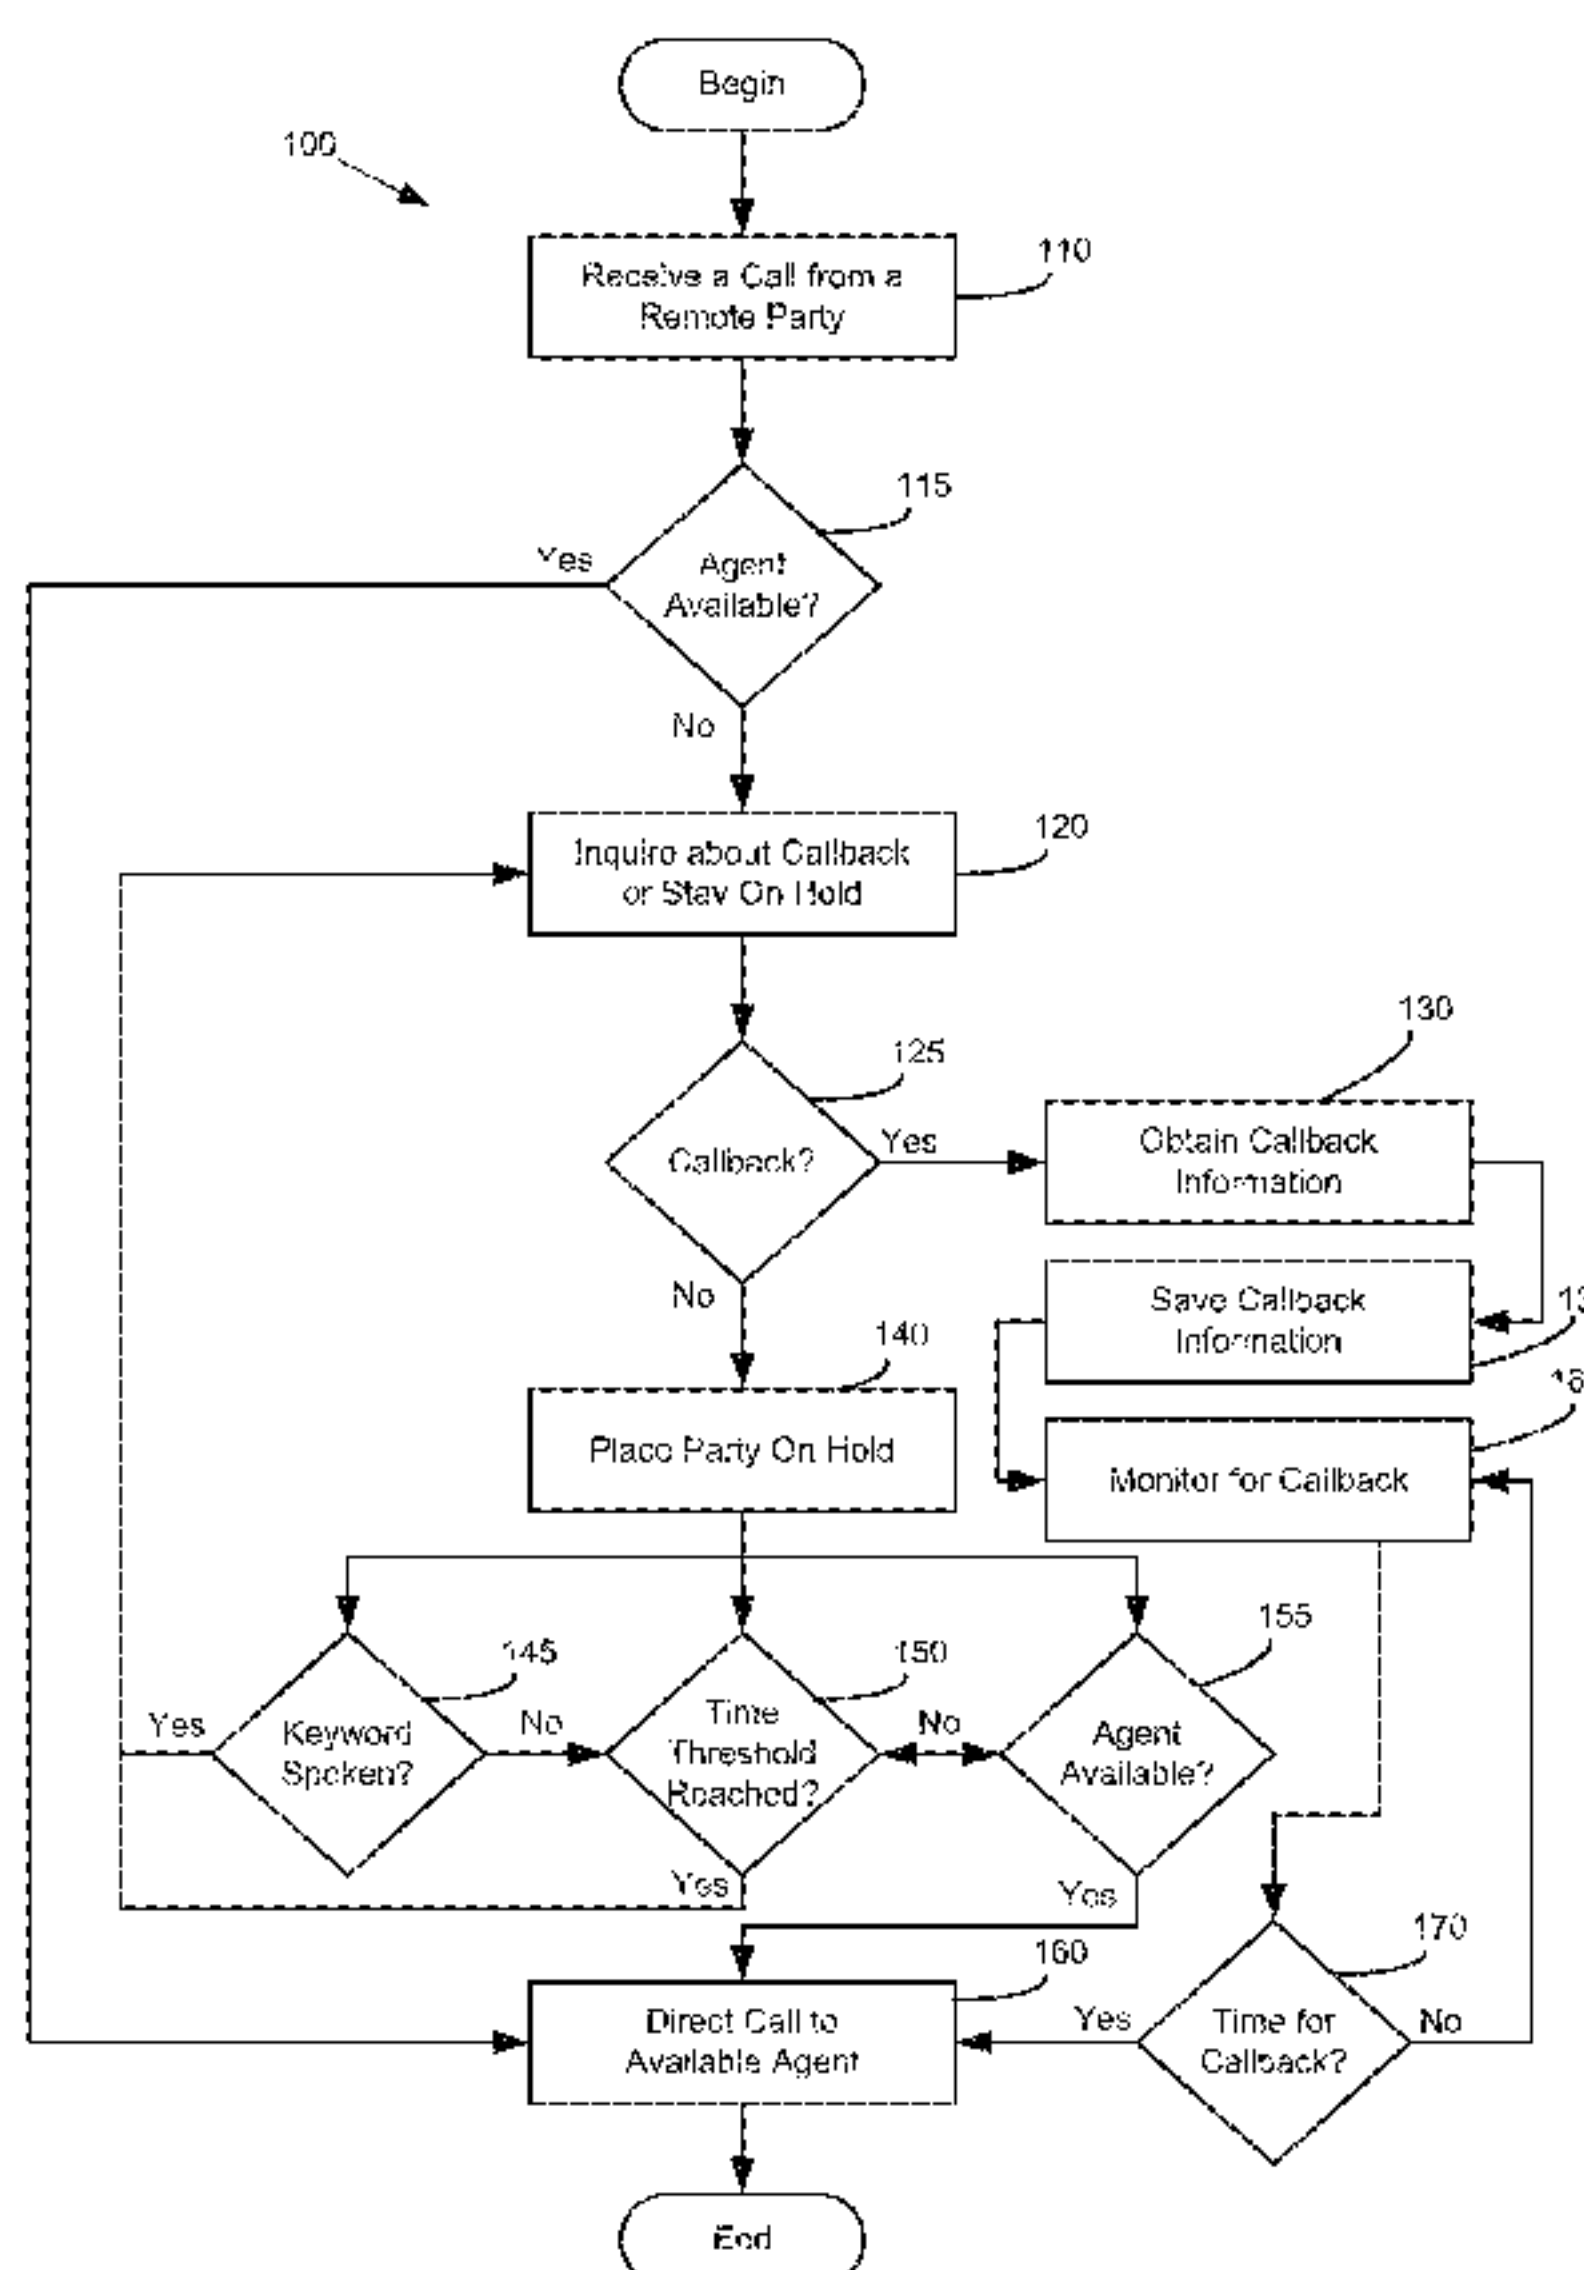 Begin
100
110
Receive a Call from a
Remote Party
115
Yes
Agent
Available?
No
120
Inquire about Callback
or Stay On Hold
130
125
Callback?
Yes
Obtain Callback
Information
No
Save Callback
Information
13
140
16
Place Party On Hold
Monitor for Callback
155
145
150
Yes
Keyword
Spoken?
No
Time
Threshold
Reached?
No
Agent
Available?
Yes
Yes
170
160
Direct Call to
Available Agent
Yes
Time for
Callback?
No
End